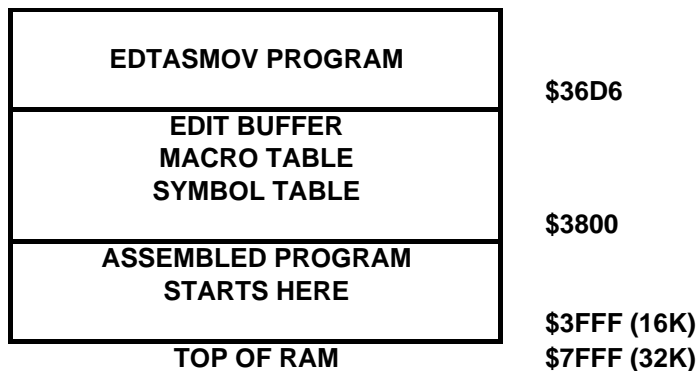 EDTASMOV PROGRAM
$36D6
EDIT BUFFER
MACRO TABLE
SYMBOL TABLE
$3800
ASSEMBLED PROGRAM
STARTS HERE
$3FFF (16K)
TOP OF RAM $7FFF (32K)